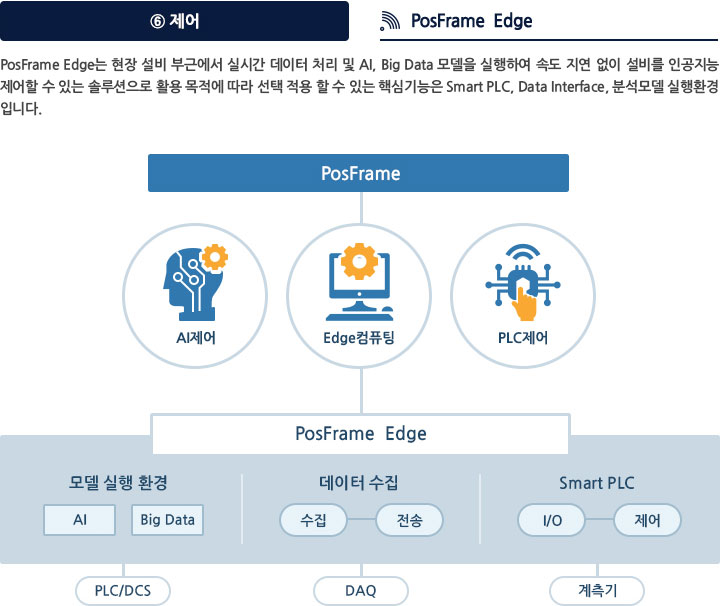 ⑥ 제어
PosFrame Edge
PosFrame Edge는 현장 설비 부근에서 실시간 데이터 처리 및 AI, Big Data 모델을 실행하여 속도 지연 없이 설비를 인공지능
제어할 수 있는 솔루션으로 활용 목적에 따라 선택 적용 할 수 있는 핵심기능은 Smart PLC, Data Interface, 분석모델 실행환경
입니다.
PosFrame
AI제어
Edge컴퓨팅
PLC제어
PosFrame Edge
모델 실행 환경
데이터 수집
Smart PLC
AI
Big Data
수집
전송
I/O
제어
PLC/DCS
DAQ
계측기